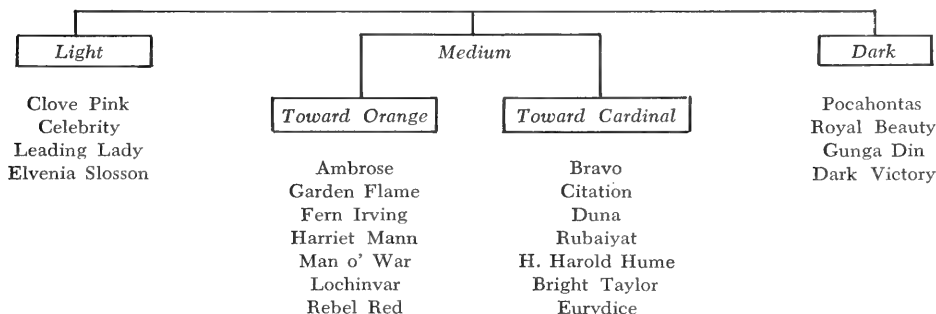 Light
Medium
Dark
Toward Orange
Toward Cardinal
Clove Pink
Celebrity
Leading Lady
Elvenia Slosson
Ambrose
Garden Flame
Fern Irving
Harriet Mann
Man o' War
Lochinvar
Rebel Red
Bravo
Citation
Duna
Rubaiyat
H. Harold Hume
Bright Taylor
Eurydice
Pocahontas
Royal Beauty
Gunga Din
Dark Victory